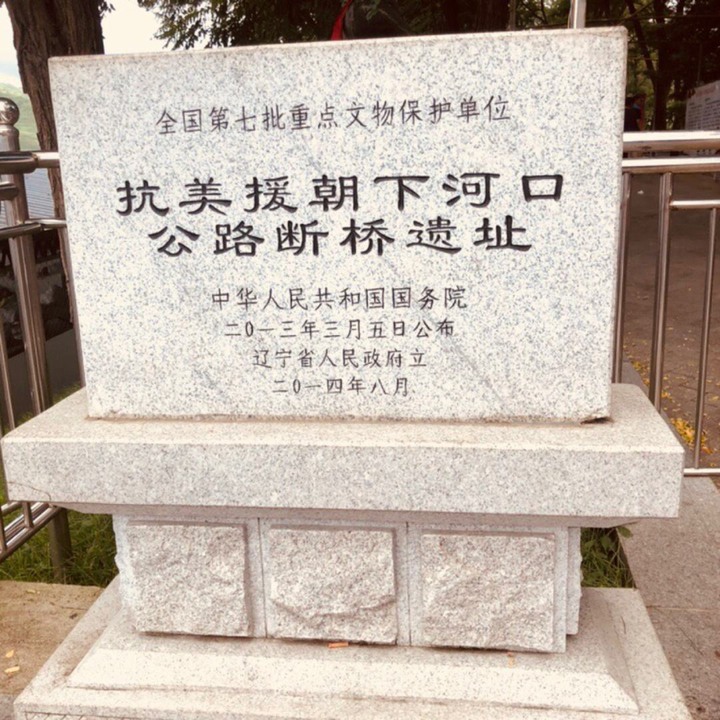 全国第七批重点文物保护单位
抗美援朝下河口
公路断桥遗址
中华人民共和国国务院
二0一三年三月五日公布
辽宁省人民政府立
二0一四年八月